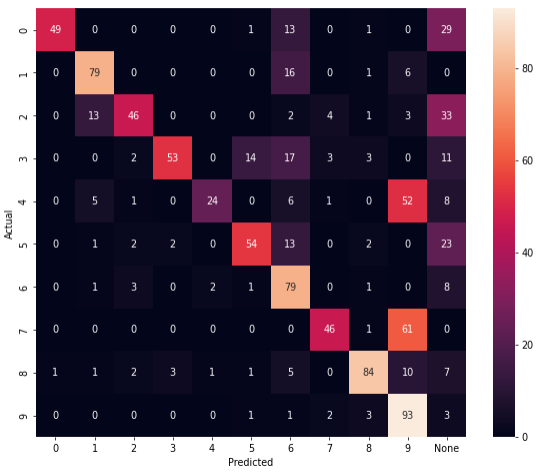 0 49 0 0 0 0 1 13 0 1 0 29
1 0 79 0 0 0 0 16 0 1 6 0
2 0 13 46 0 0 0 2 4 1 3 33
3 0 0 2 53 0 14 17 3 3 0 11
4 0 5 1 0 24 0 6 1 0 52 8
5 0 1 2 2 0 54 13 0 2 0 23
6 0 1 3 0 2 1 79 0 1 0 8
7 0 0 0 0 0 0 0 46 1 61 0
8 1 1 2 3 1 1 5 0 84 10 7
9 0 0 0 0 0 1 1 2 3 93 3
0 1 2 3 4 5 6 7 8 9 None
Predicted
Actual
80
60
40
20
0